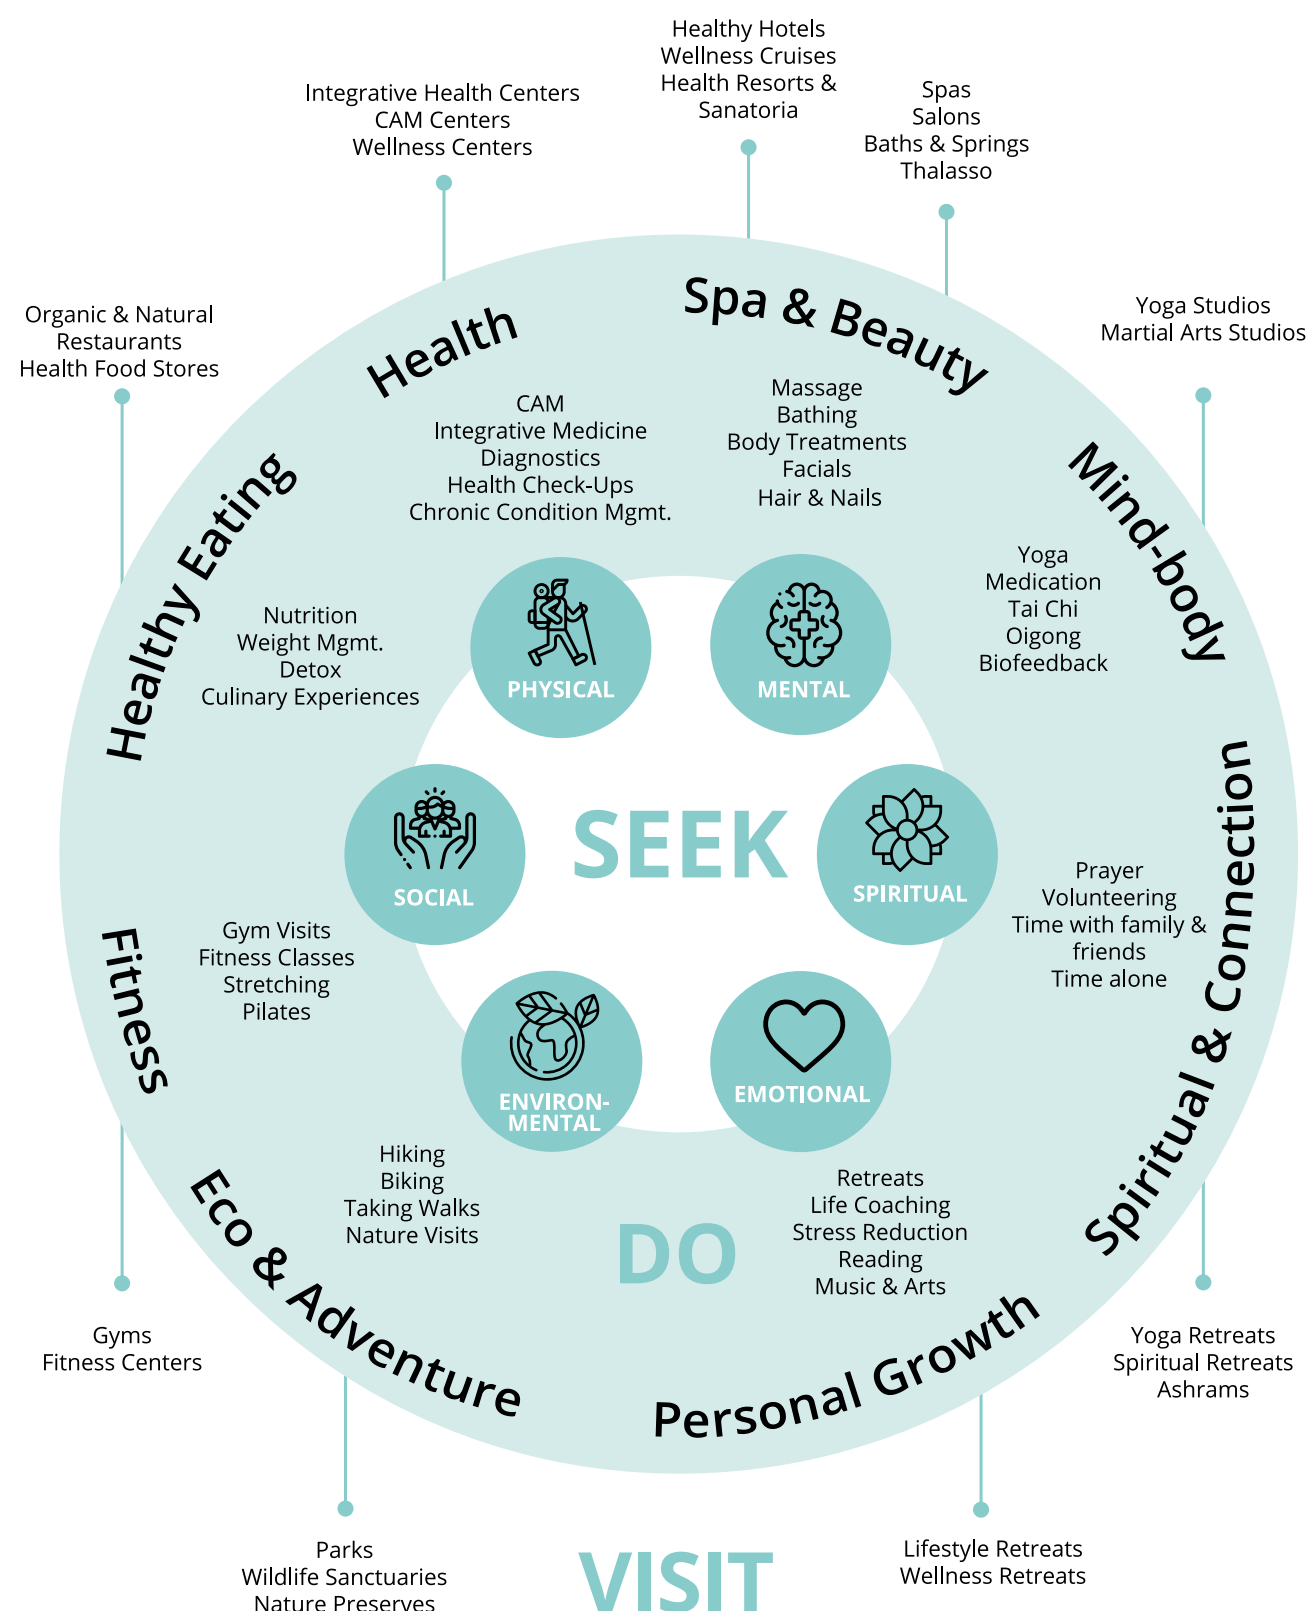 Healthy Hotels
Wellness Cruises
Health Resorts &
Sanatoria
Integrative Health Centers
CAM Centers
Wellness Centers
Spas
Salons
Baths & Springs
Thalasso
Organic & Natural
Restaurants
Health Food Stores
Yoga Studios
Martial Arts Studios
Health
CAM
Integrative Medicine
Diagnostics
Health Check-Ups
Chronic Condition Mgmt.
Spa & Beauty
Massage
Bathing
Body Treatments
Facials
Hair & Nails
Healthy Eating
Nutrition
Weight Mgmt.
Detox
Culinary Experiences
Mind-body
Yoga
Medication
Tai Chi
Oigong
Biofeedback
PHYSICAL
MENTAL
SOCIAL
SEEK
SPIRITUAL
ENVIRON-
MENTAL
EMOTIONAL
Fitness
Gym Visits
Fitness Classes
Stretching
Pilates
Spiritual & Connection
Prayer
Volunteering
Time with family &
friends
Time alone
Eco & Adventure
Hiking
Biking
Taking Walks
Nature Visits
DO
Personal Growth
Retreats
Life Coaching
Stress Reduction
Reading
Music & Arts
Gyms
Fitness Centers
Yoga Retreats
Spiritual Retreats
Ashrams
Parks
Wildlife Sanctuaries
Nature Preserves
VISIT
Lifestyle Retreats
Wellness Retreats